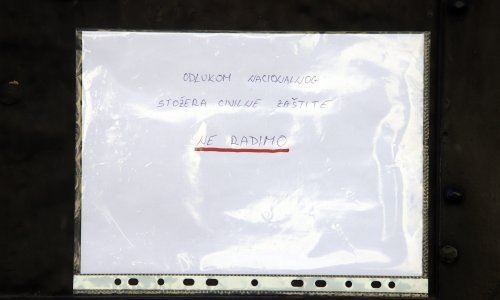 ODLUKOM NACIONALNOG
STOŽERA CIVILNE ZAŠTITE
NE RADIMO